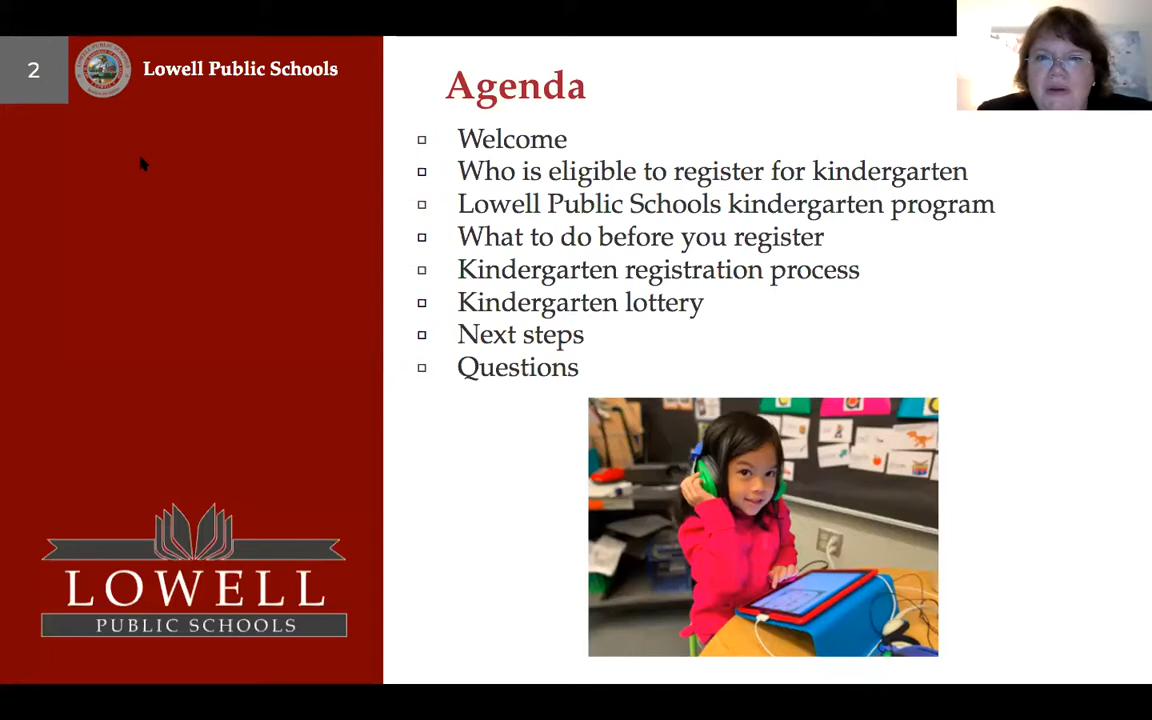 2
Lowell Public Schools
Agenda
Welcome
Who is eligible to register for kindergarten
Lowell Public Schools kindergarten program
What to do before you register
Kindergarten registration process
Kindergarten lottery
Next steps
Questions
LOWELL
PUBLIC SCHOOLS